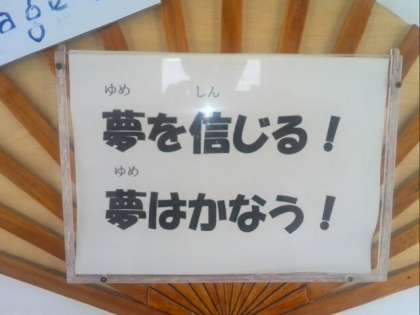 ゆめ しん
夢を信じる！
ゆめ
夢はかなう！